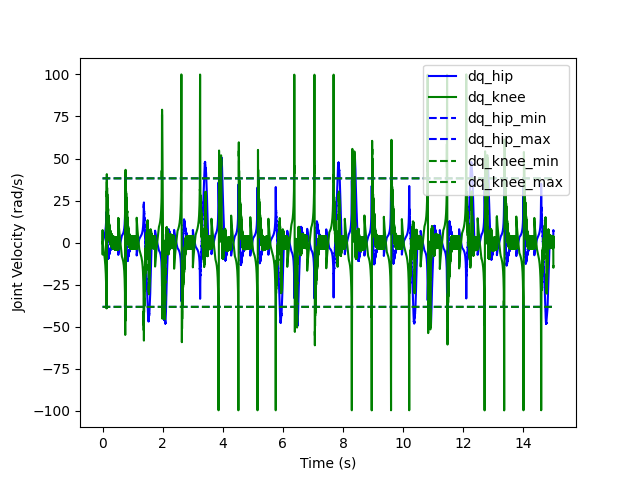 dq_hip
dq_knee
dq_hip_min
dq_hip_max
dq_knee_min
dq_knee_max
100
75
50
25
0
−25
−50
−75
−100
Joint Velocity (rad/s)
0
2
4
6
8
10
12
14
Time (s)